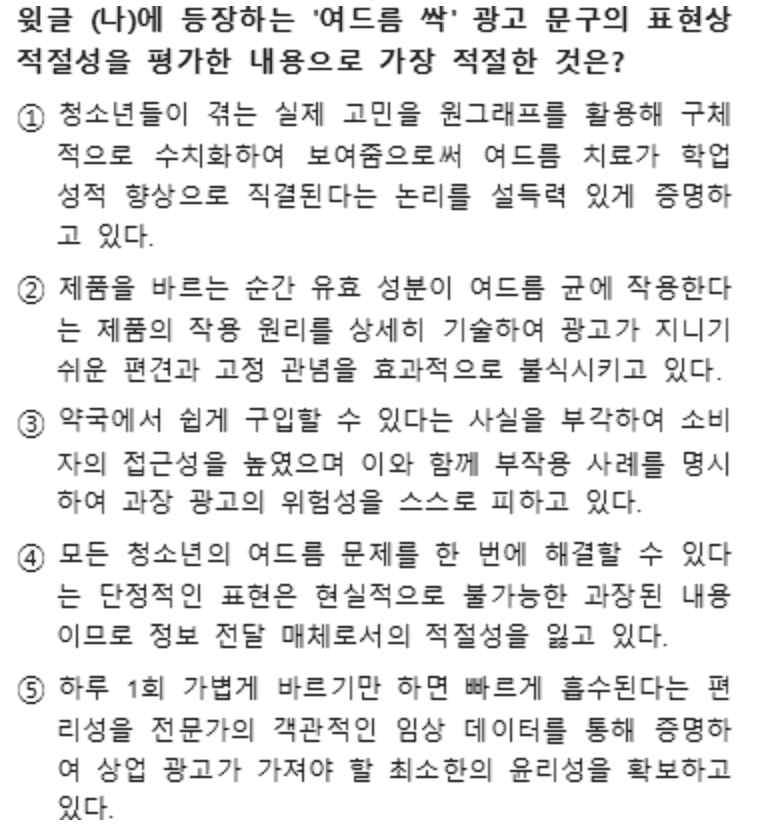 윗글 (나)에 등장하는 '여드름 싹' 광고 문구의 표현상
적절성을 평가한 내용으로 가장 적절한 것은?
① 청소년들이 겪는 실제 고민을 원그래프를 활용해 구체
적으로 수치화하여 보여줌으로써 여드름 치료가 학업
성적 향상으로 직결된다는 논리를 설득력 있게 증명하
고 있다.
② 제품을 바르는 순간 유효 성분이 여드름 균에 작용한다
는 제품의 작용 원리를 상세히 기술하여 광고가 지니기
쉬운 편견과 고정 관념을 효과적으로 불식시키고 있다.
③ 약국에서 쉽게 구입할 수 있다는 사실을 부각하여 소비
자의 접근성을 높였으며 이와 함께 부작용 사례를 명시
하여 과장 광고의 위험성을 스스로 피하고 있다.
④ 모든 청소년의 여드름 문제를 한 번에 해결할 수 있다
는 단정적인 표현은 현실적으로 불가능한 과장된 내용
이므로 정보 전달 매체로서의 적절성을 잃고 있다.
⑤ 하루 1회 가볍게 바르기만 하면 빠르게 흡수된다는 편
리성을 전문가의 객관적인 임상 데이터를 통해 증명하
여 상업 광고가 가져야 할 최소한의 윤리성을 확보하고
있다.